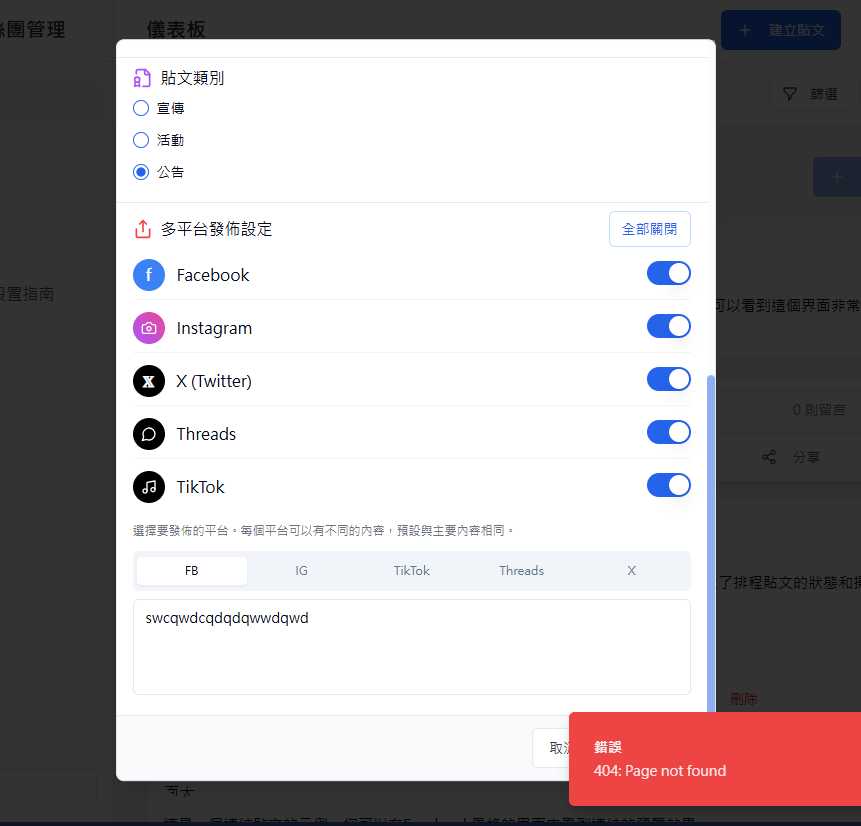 絲團管理
儀表板
+ 建立貼文
篩選
貼文類別
宣傳
活動
公告
多平台發佈設定
全部關閉
Facebook
設置指南
可以看到這個界面非常
Instagram
X (Twitter)
0 則留言
Threads
分享
TikTok
選擇要發佈的平台。每個平台可以有不同的內容，預設與主要內容相同。
FB IG TikTok Threads X
了排程貼文的狀態和
swcqwdcqdqdqwwdqwd
刪除
取消
錯誤
404: Page not found